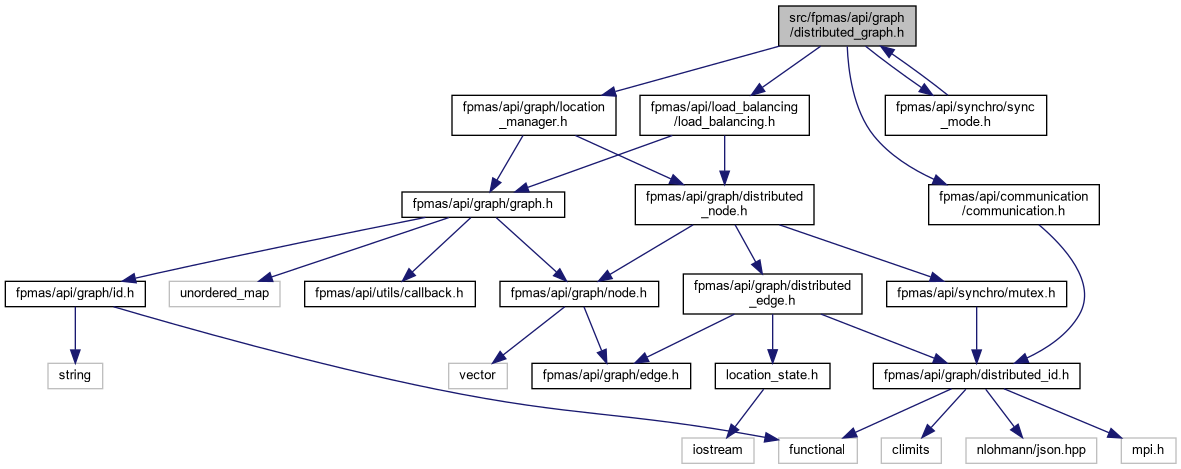 src/fpmas/api/graph
/distributed_graph.h
fpmas/api/graph/location
_manager.h
fpmas/api/load_balancing
/load_balancing.h
fpmas/api/synchro/sync
_mode.h
fpmas/api/graph/graph.h
fpmas/api/graph/distributed
_node.h
fpmas/api/communication
/communication.h
fpmas/api/graph/id.h
unordered_map
fpmas/api/utils/callback.h
fpmas/api/graph/node.h
fpmas/api/graph/distributed
_edge.h
fpmas/api/synchro/mutex.h
string
vector
fpmas/api/graph/edge.h
location_state.h
fpmas/api/graph/distributed_id.h
iostream
functional
climits
nlohmann/json.hpp
mpi.h